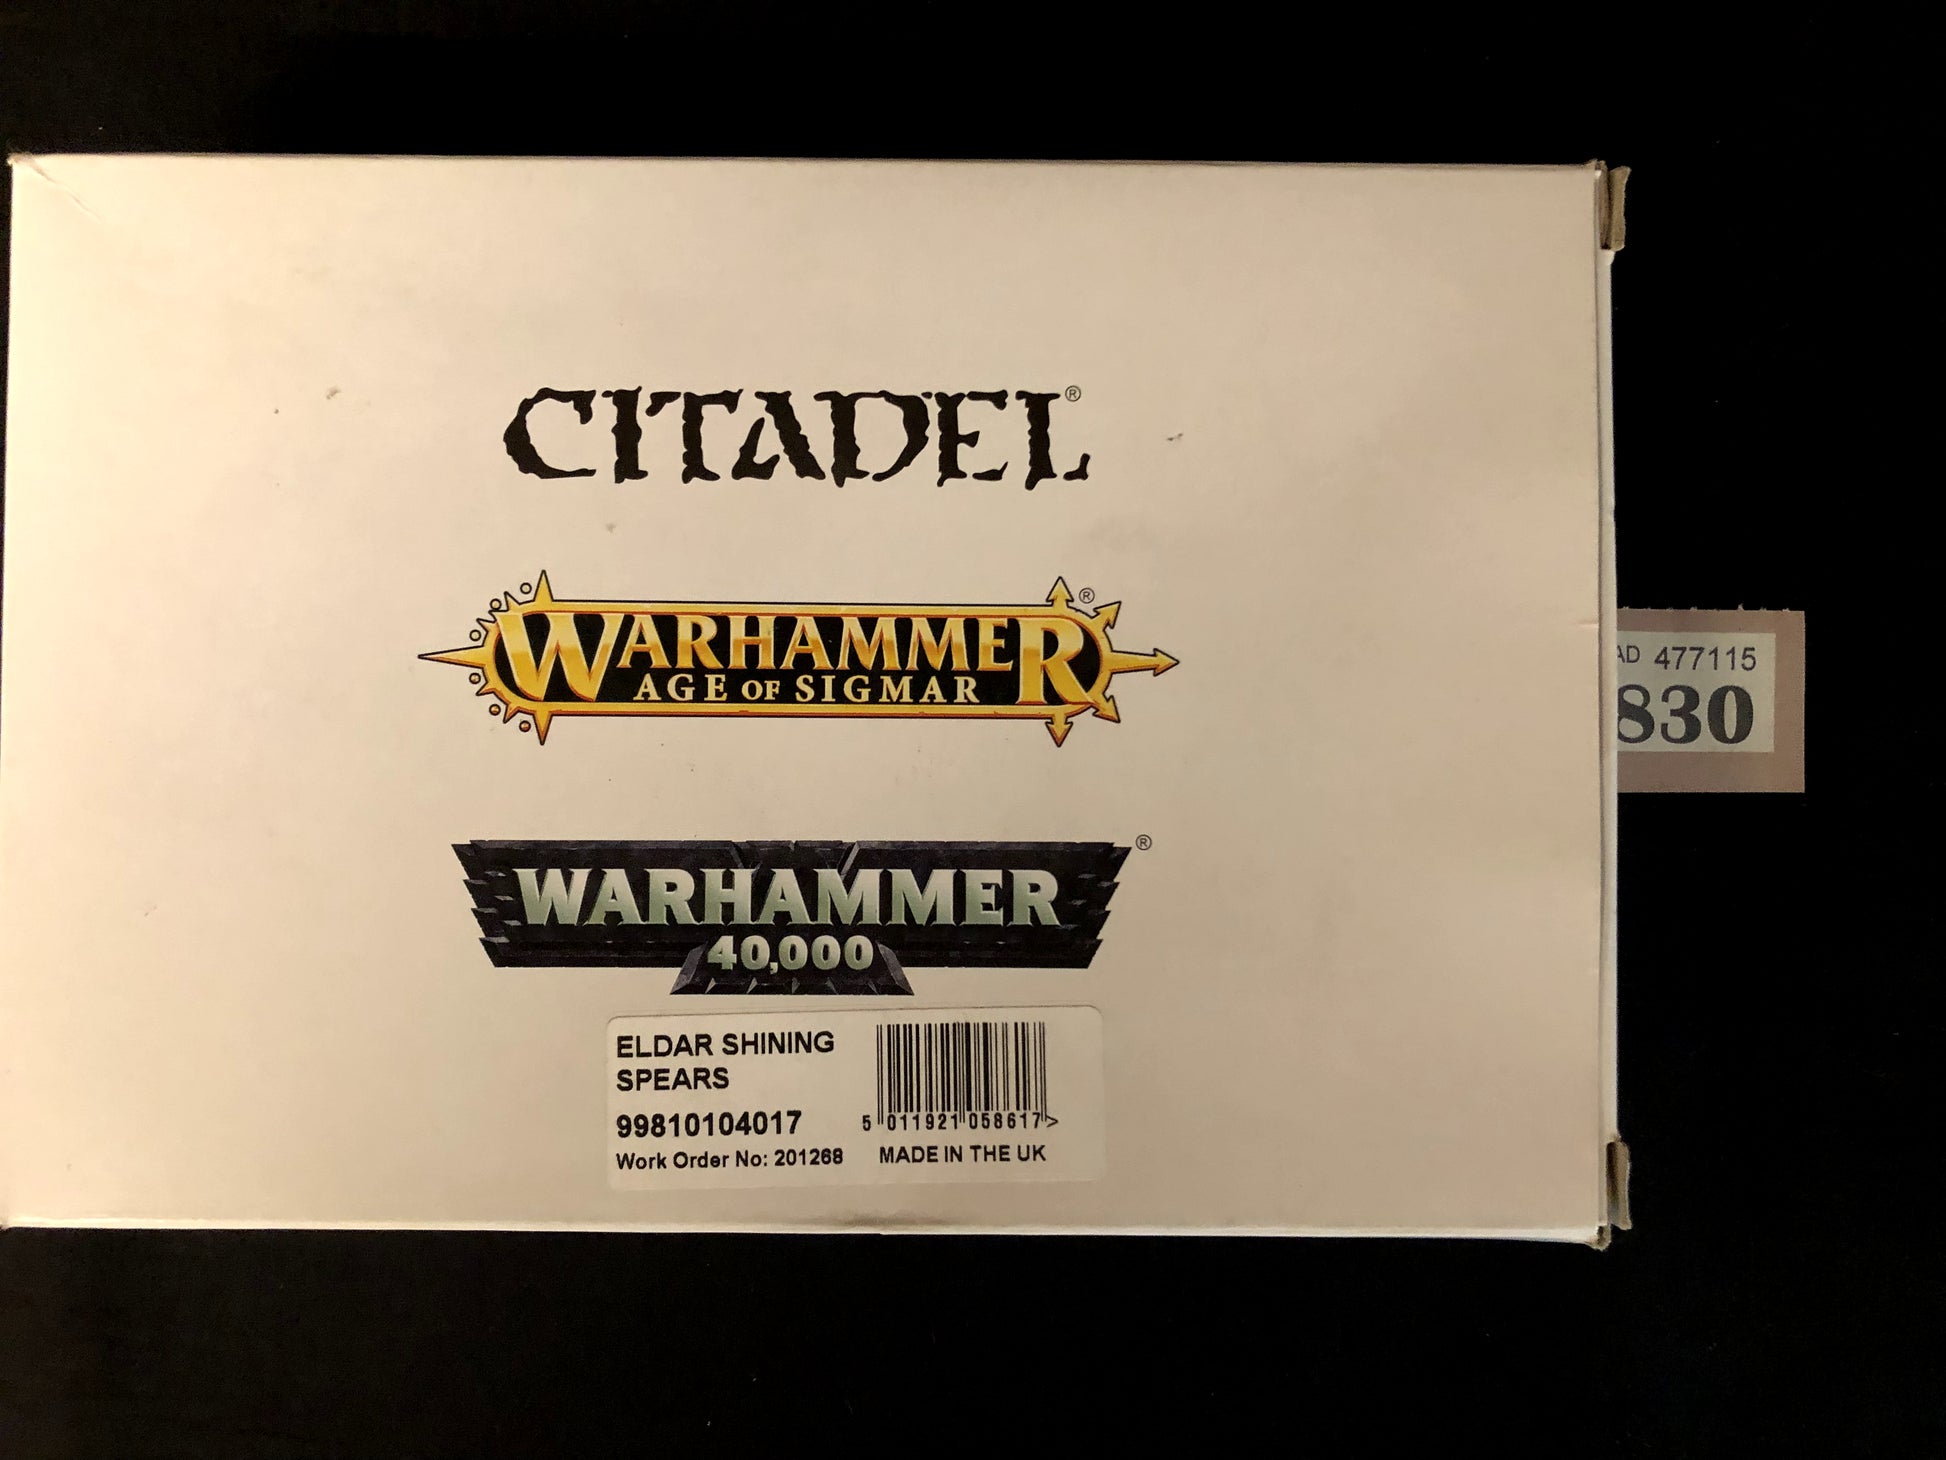 CITADEL®
WARHAMMER®
AGE OF SIGMAR
WARHAMMER®
40,000
ELDAR SHINING
SPEARS
99810104017
Work Order No: 201268
5 011921 058617 >
MADE IN THE UK
AD 477115
830